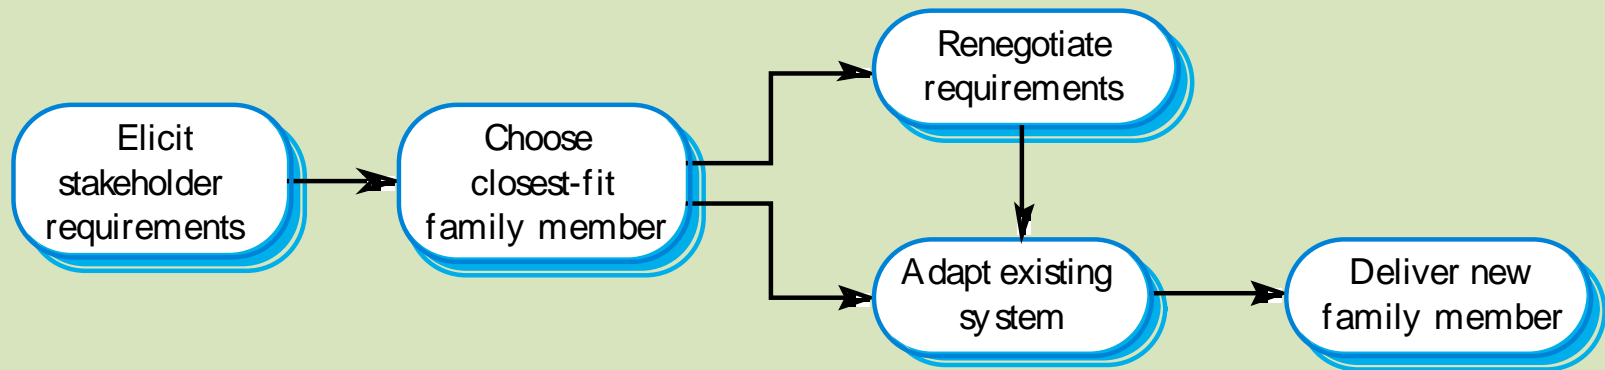 Elicit
stakeholder
requirements
Choose
closest-fit
family member
Renegotiate
requirements
Adapt existing
system
Deliver new
family member